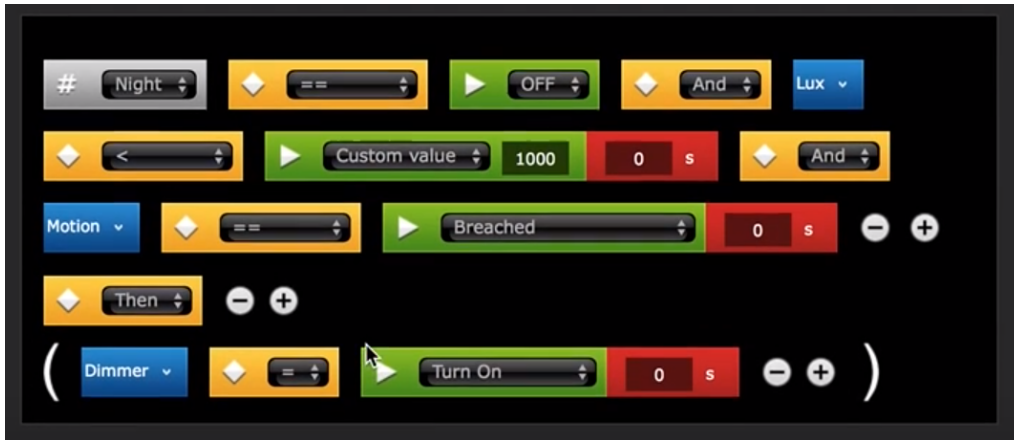 # Night == OFF And Lux
< Custom value 1000 0 s And
Motion == Breached 0 s − +
Then − +
( Dimmer = Turn On 0 s − + )